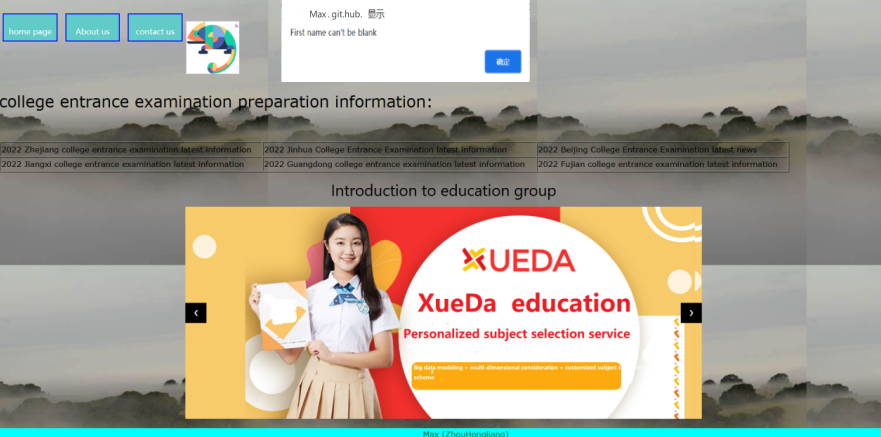 home page About us contact us
Max.git.hub. 显示
First name can't be blank
确定
college entrance examination preparation information:
2022 Zhejiang college entrance examination latest information 2022 Jinhua College Entrance Examination latest information 2022 Beijing College Entrance Examination latest news
2022 Jiangxi college entrance examination latest information 2022 Guangdong college entrance examination latest information 2022 Fujian college entrance examination latest information
Introduction to education group
XUEDA
XueDa education
Personalized subject selection service
Big data modeling + multi-dimensional consideration + customized subject
scheme
Max (ZhouHongliang)